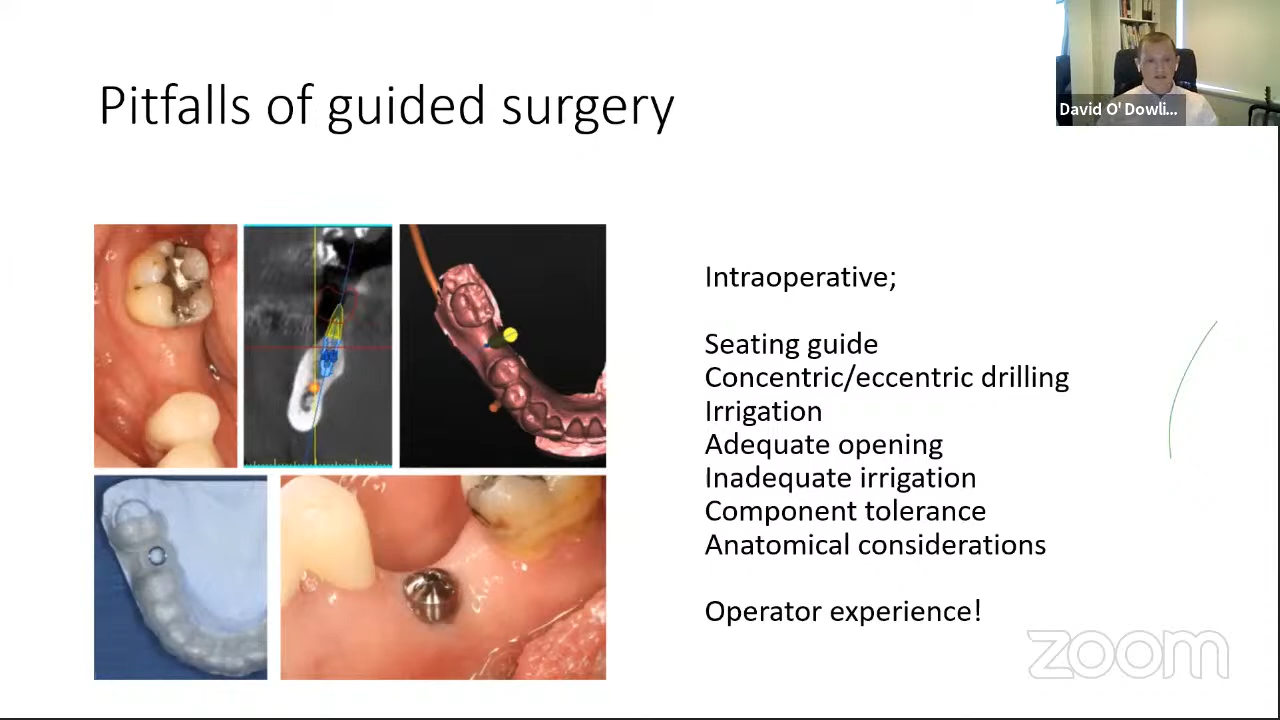 Pitfalls of guided surgery
David O' Dowli...
Intraoperative;
Seating guide
Concentric/eccentric drilling
Irrigation
Adequate opening
Inadequate irrigation
Component tolerance
Anatomical considerations
Operator experience!
zoom